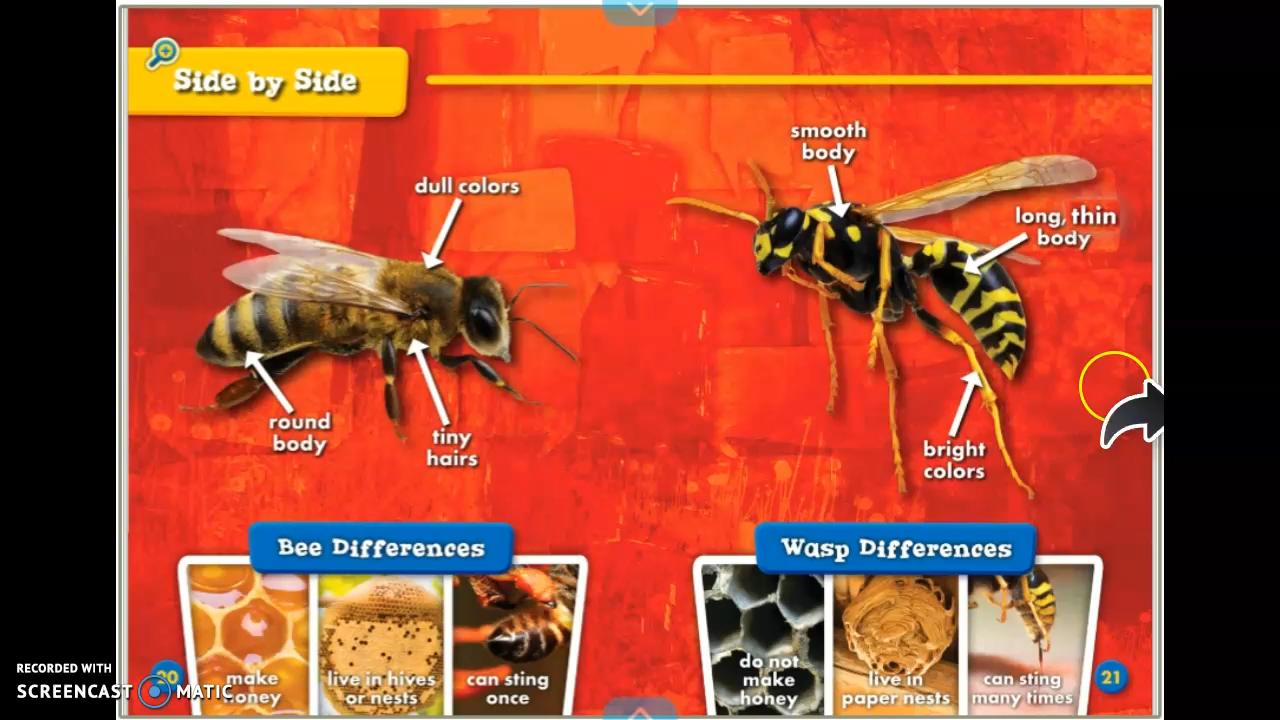 Side by Side
dull colors
round
body
tiny
hairs
smooth
body
long, thin
body
bright
colors
Bee Differences
make
honey
live in hives
or nests
can sting
once
Wasp Differences
do not
make
honey
live in
paper nests
can sting
many times
20
21
RECORDED WITH
SCREENCAST MATIC